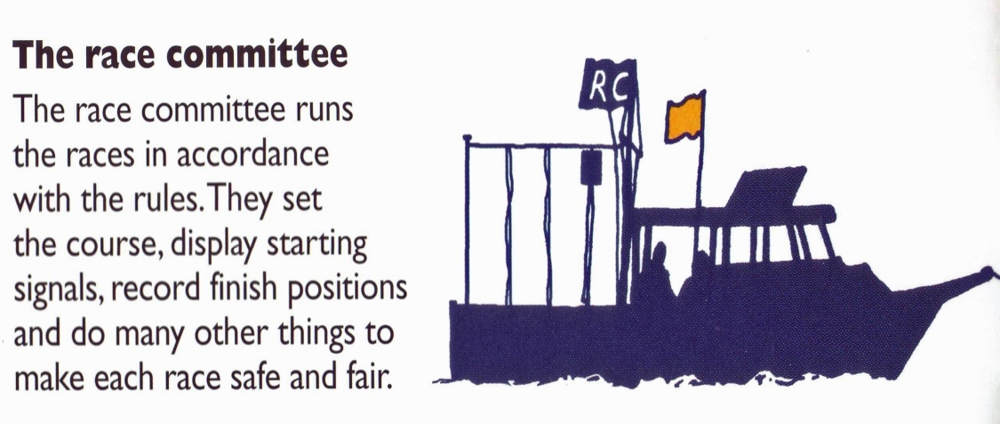 The race committee
The race committee runs
the races in accordance
with the rules. They set
the course, display starting
signals, record finish positions
and do many other things to
make each race safe and fair.
RC